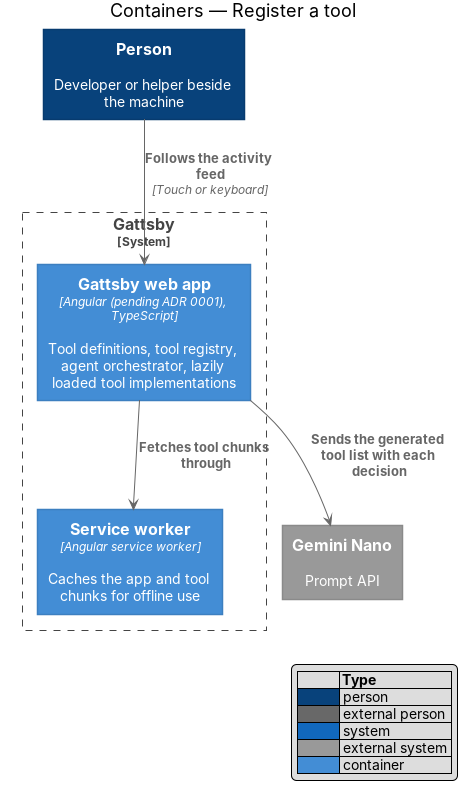 Containers — Register a tool
Person
Developer or helper beside
the machine
Follows the activity
feed
[Touch or keyboard]
Gattsby
[System]
Gattsby web app
[Angular (pending ADR 0001),
TypeScript]
Tool definitions, tool registry,
agent orchestrator, lazily
loaded tool implementations
Fetches tool chunks
through
Sends the generated
tool list with each
decision
Service worker
[Angular service worker]
Caches the app and tool
chunks for offline use
Gemini Nano
Prompt API
Type
person
external person
system
external system
container